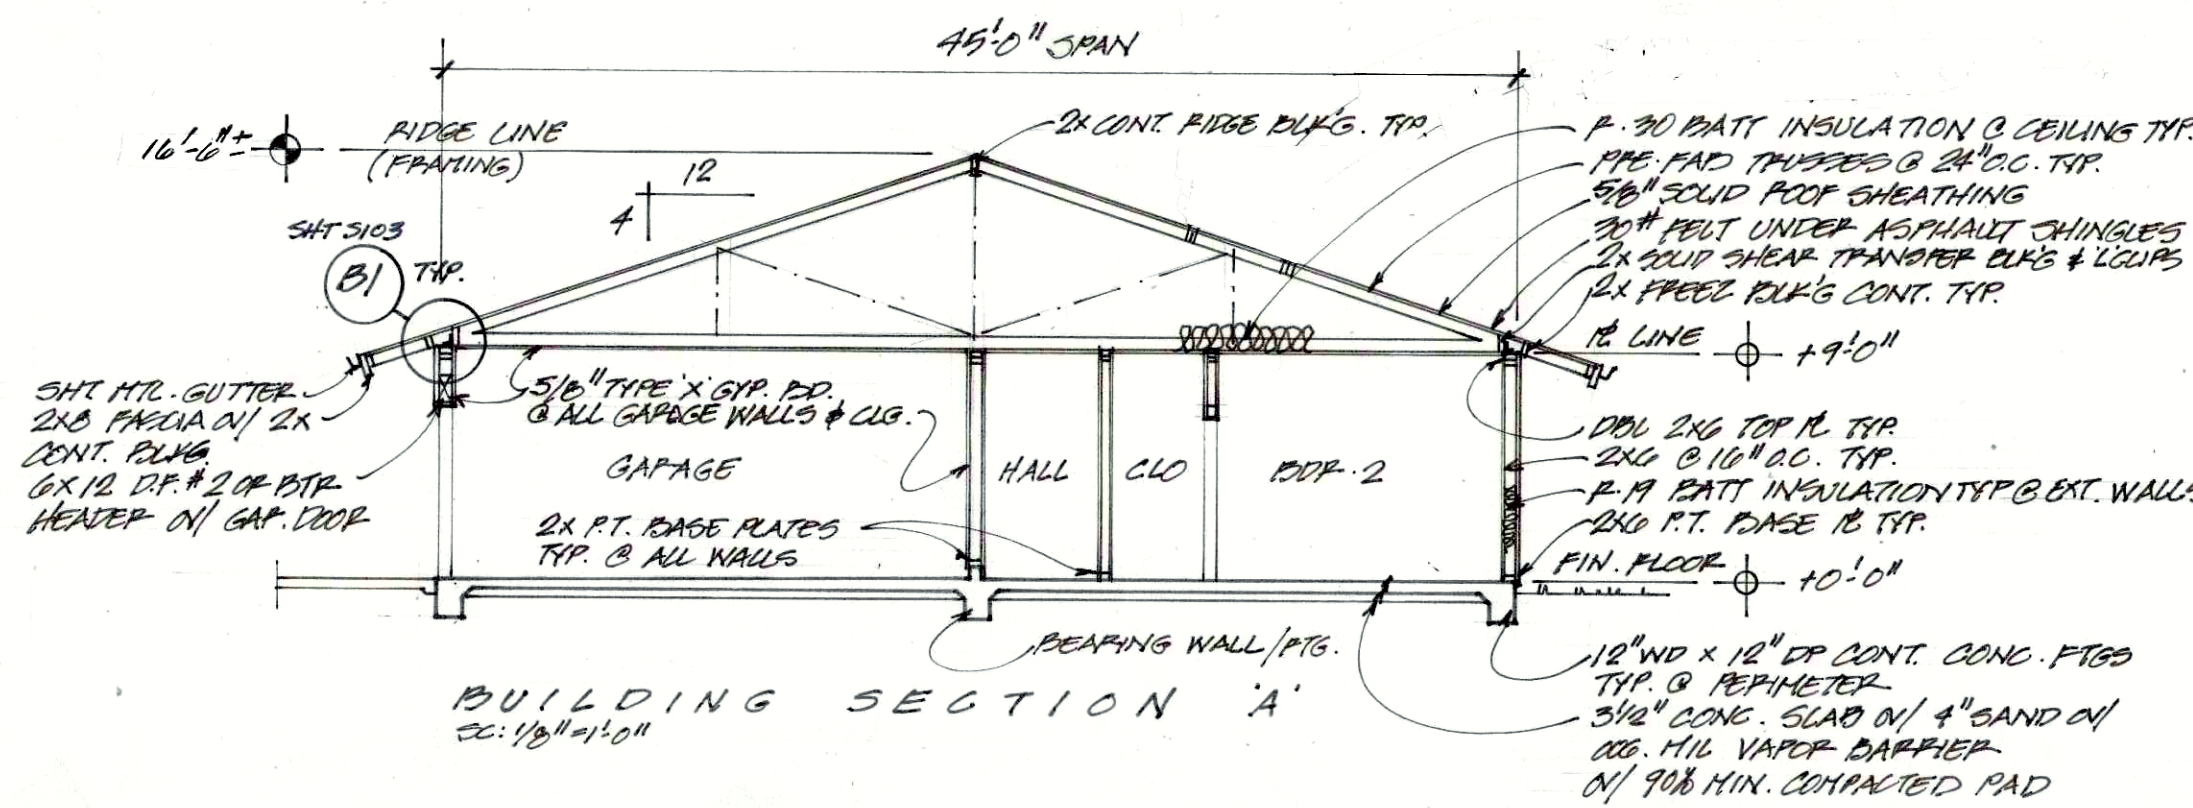 45'-0" SPAN
16'-6"±
RIDGE LINE
(FRAMING)
12
4
2X CONT. RIDGE BLK'G. TYP.
R-30 BATT INSULATION @ CEILING TYP.
PRE-FAB TRUSSES @ 24" O.C. TYP.
5/8" SOLID ROOF SHEATHING
30# FELT UNDER ASPHALT SHINGLES
2X SOLID SHEAR TRANSFER BLK'G & 'L' CLIPS
2X FREEZ BLK'G CONT. TYP.
SHT S103
B1
TYP.
PL LINE
+9'-0"
SHT. MTL. GUTTER
2X8 FASCIA O/ 2X
CONT. BLKG.
6X12 D.F. #2 OR BTR
HEADER O/ GAR. DOOR
5/8" TYPE 'X' GYP. BD.
@ ALL GARAGE WALLS & CLG.
GARAGE
HALL
CLO
BDR. 2
2X P.T. BASE PLATES
TYP. @ ALL WALLS
DBL 2X6 TOP PL TYP.
2X6 @ 16" O.C. TYP.
R-19 BATT INSULATION TYP @ EXT. WALLS
2X6 P.T. BASE PL TYP.
FIN. FLOOR
+0'-0"
BEARING WALL/FTG.
12" WD X 12" DP CONT. CONC. FTGS
TYP. @ PERIMETER
3 1/2" CONC. SLAB O/ 4" SAND O/
.006. MIL VAPOR BARRIER
O/ 90% MIN. COMPACTED PAD
BUILDING SECTION 'A'
SC: 1/8"=1'-0"